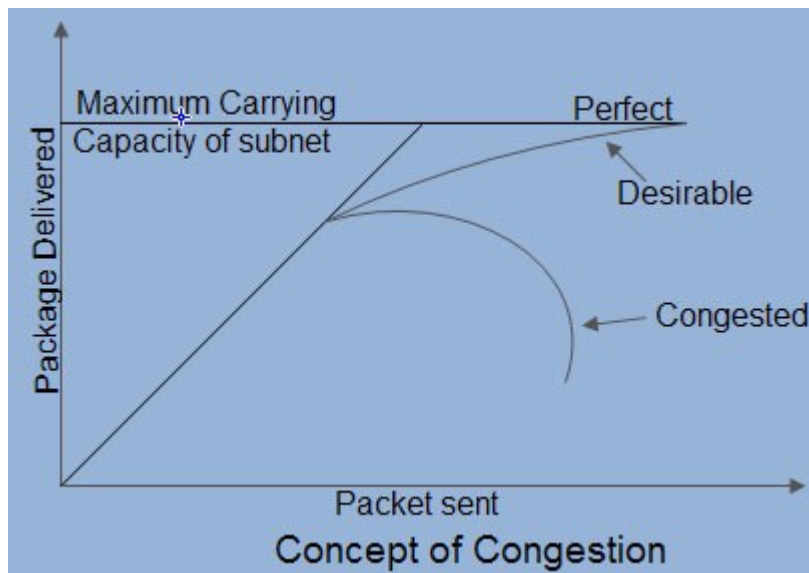 Maximum Carrying
Perfect
Capacity of subnet
Desirable
Package Delivered
Congested
Packet sent
Concept of Congestion